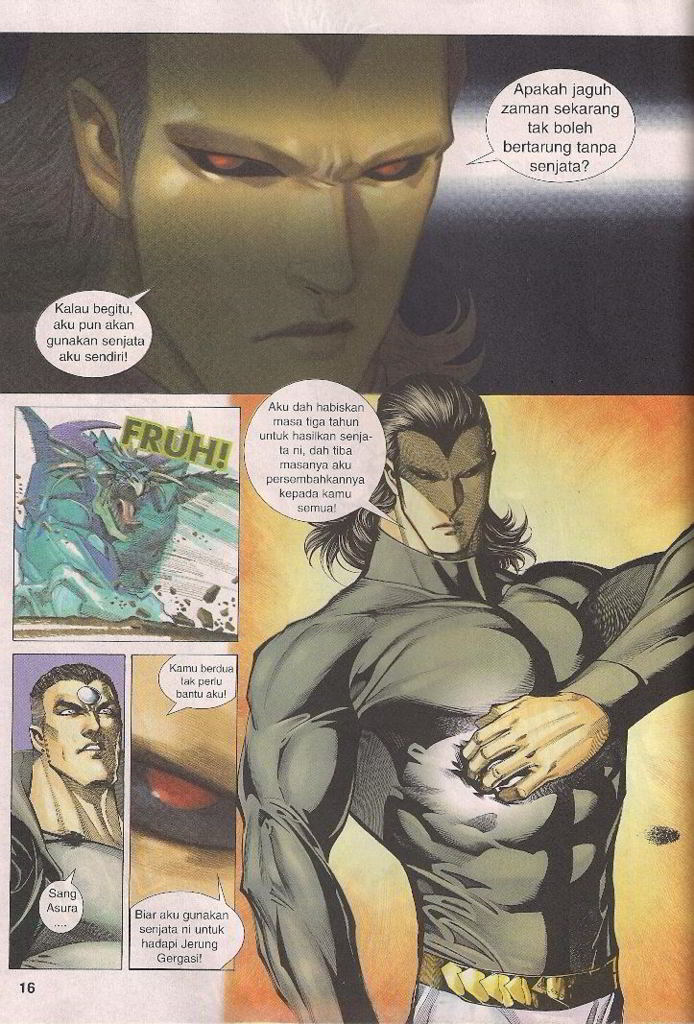 Apakah jaguh
zaman sekarang
tak boleh
bertarung tanpa
senjata?
Kalau begitu,
aku pun akan
gunakan senjata
aku sendiri!
FRUH!
Aku dah habiskan
masa tiga tahun
untuk hasilkan senja-
ta ni, dah tiba
masanya aku
persembahkannya
kepada kamu
semua!
Kamu berdua
tak perlu
bantu aku!
Sang
Asura
....
Biar aku gunakan
senjata ni untuk
hadapi Jerung
Gergasi!
16